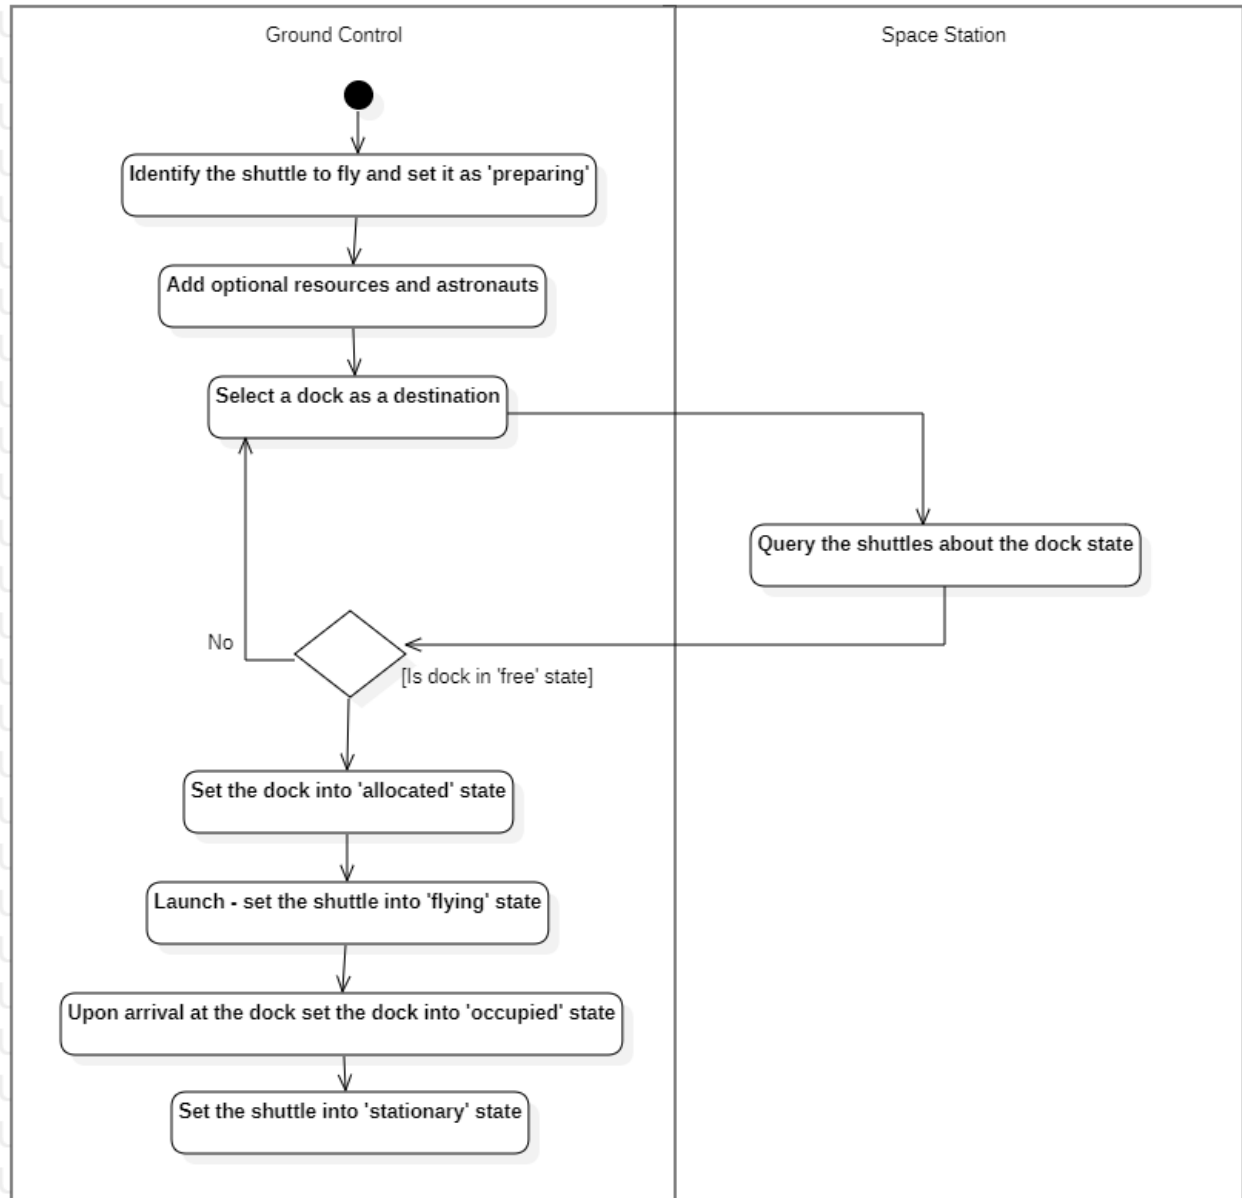 Ground Control
Space Station
Identify the shuttle to fly and set it as 'preparing'
Add optional resources and astronauts
Select a dock as a destination
Query the shuttles about the dock state
No
[Is dock in 'free' state]
Set the dock into 'allocated' state
Launch - set the shuttle into 'flying' state
Upon arrival at the dock set the dock into 'occupied' state
Set the shuttle into 'stationary' state